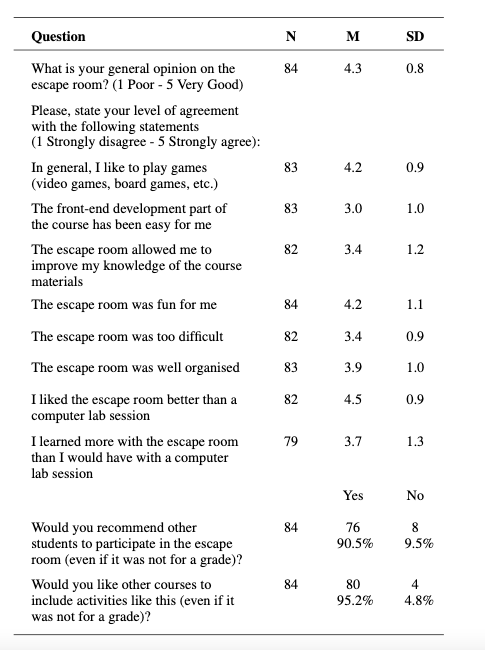 Question N M SD
What is your general opinion on the 84 4.3 0.8
escape room? (1 Poor - 5 Very Good)
Please, state your level of agreement
with the following statements
(1 Strongly disagree - 5 Strongly agree):
In general, I like to play games 83 4.2 0.9
(video games, board games, etc.)
The front-end development part of 83 3.0 1.0
the course has been easy for me
The escape room allowed me to 82 3.4 1.2
improve my knowledge of the course
materials
The escape room was fun for me 84 4.2 1.1
The escape room was too difficult 82 3.4 0.9
The escape room was well organised 83 3.9 1.0
I liked the escape room better than a 82 4.5 0.9
computer lab session
I learned more with the escape room 79 3.7 1.3
than I would have with a computer
lab session
Yes No
Would you recommend other 84 76 8
students to participate in the escape 90.5% 9.5%
room (even if it was not for a grade)?
Would you like other courses to 84 80 4
include activities like this (even if it 95.2% 4.8%
was not for a grade)?